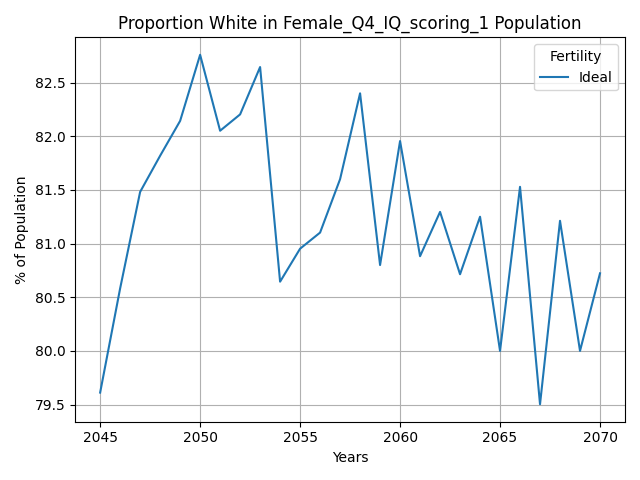 Proportion White in Female_Q4_IQ_scoring_1 Population
Fertility
Ideal
% of Population
82.5
82.0
81.5
81.0
80.5
80.0
79.5
2045 2050 2055 2060 2065 2070
Years